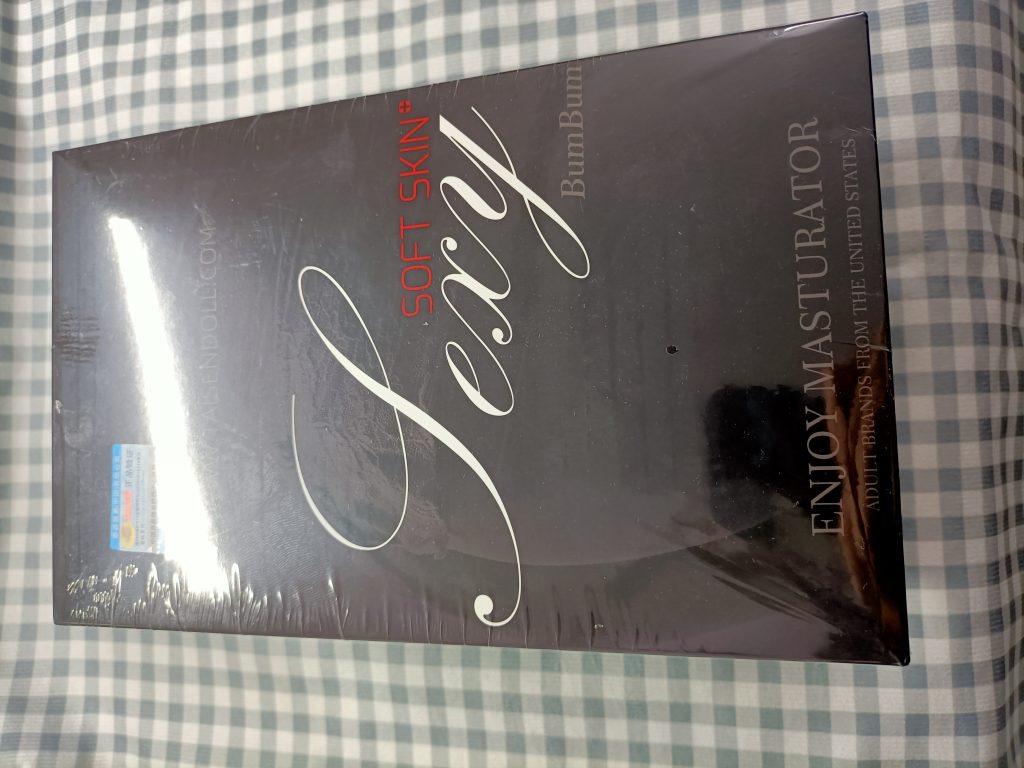 SOFT SKIN
Sexy
BumBum
ENJOY MASTURATOR
ADULT BRANDS FROM THE UNITED STATES